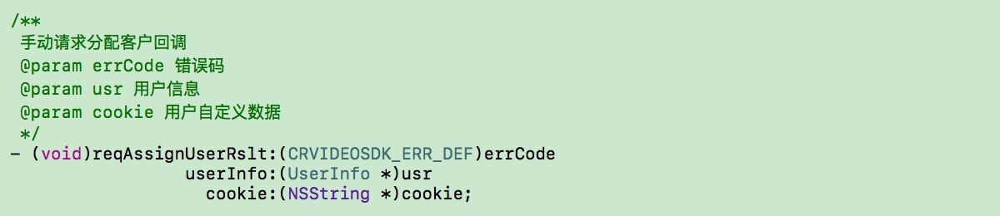 /**
手动请求分配客户回调
@param errCode 错误码
@param usr 用户信息
@param cookie 用户自定义数据
*/
- (void)reqAssignUserRslt:(CRVIDEOSDK_ERR_DEF)errCode
userInfo:(UserInfo *)usr
cookie:(NSString *)cookie;